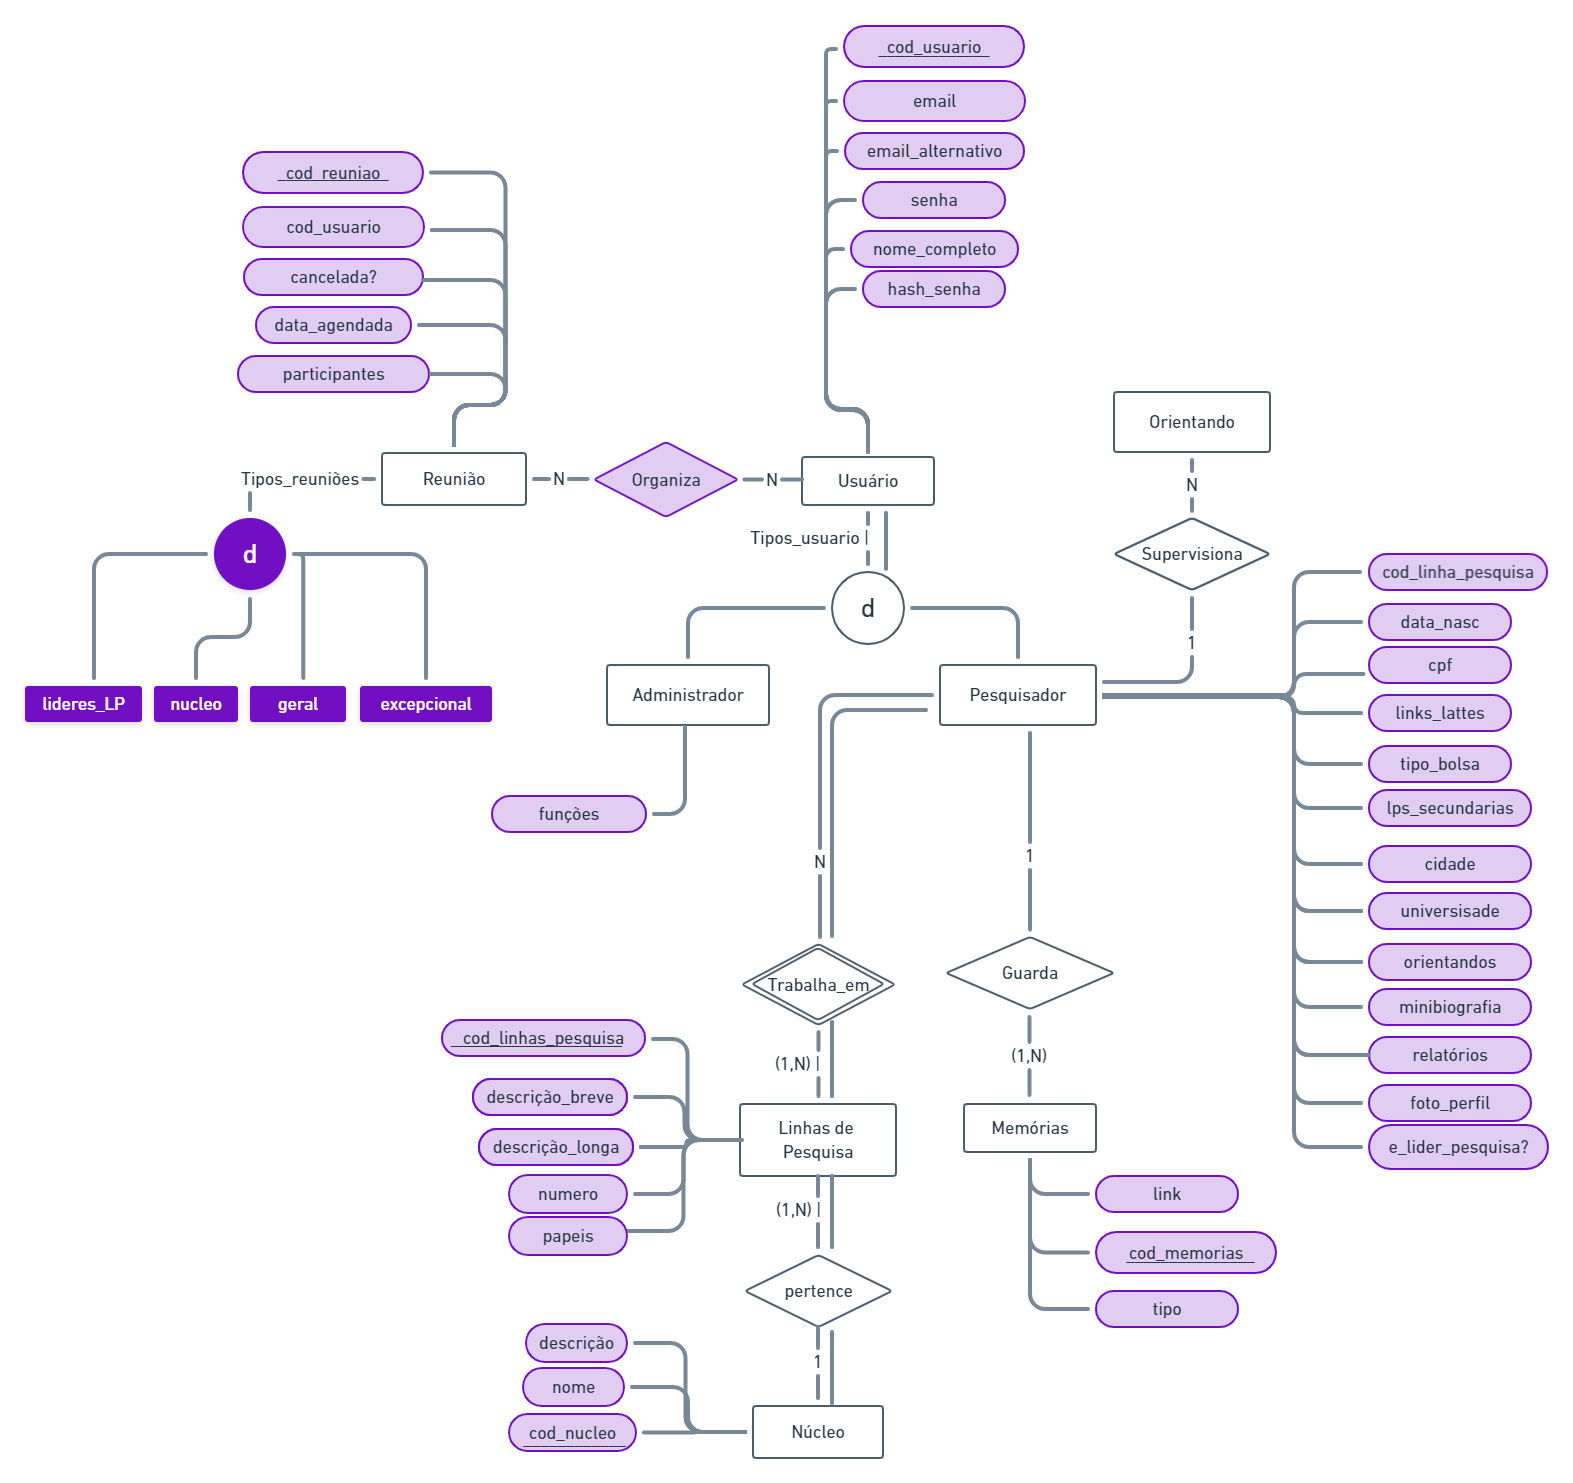 cod_usuario
email
email_alternativo
senha
nome_completo
hash_senha
_cod_reuniao_
cod_usuario
cancelada?
data_agendada
participantes
Tipos_reuniões
Reunião
N
Organiza
N
Usuário
Orientando
N
Supervisiona
1
Tipos_usuario |
d
lideres_LP
nucleo
geral
excepcional
d
Administrador
Pesquisador
funções
cod_linha_pesquisa
data_nasc
cpf
links_lattes
tipo_bolsa
lps_secundarias
cidade
universisade
orientandos
minibiografia
relatórios
foto_perfil
e_lider_pesquisa?
N
1
Trabalha_em
Guarda
(1,N) |
(1,N)
cod_linhas_pesquisa
descrição_breve
descrição_longa
numero
papeis
Linhas de
Pesquisa
Memórias
link
cod_memorias
tipo
(1,N) |
pertence
1
descrição
nome
cod_nucleo
Núcleo